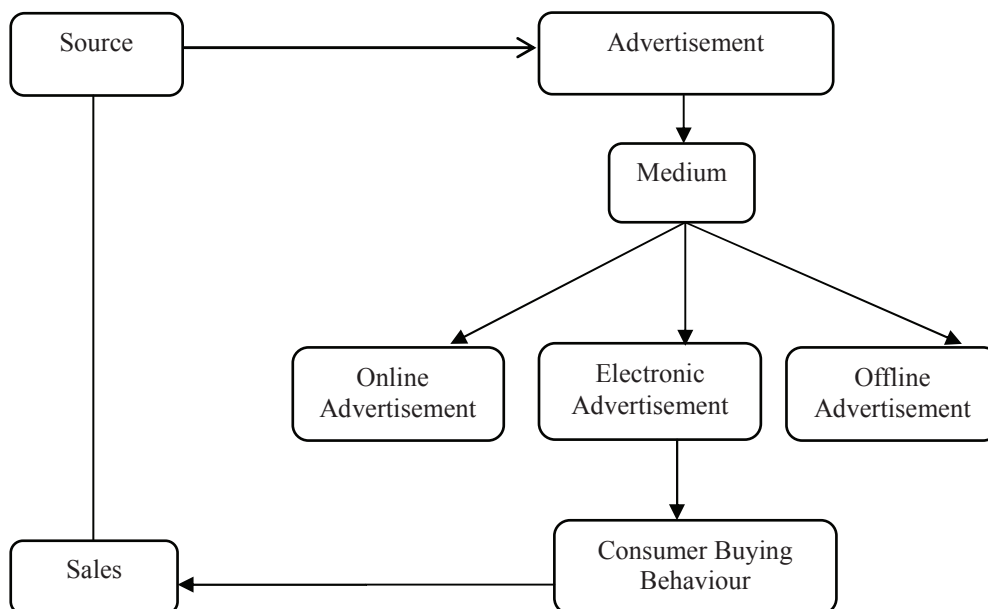 Source
Advertisement
Medium
Online
Advertisement
Electronic
Advertisement
Offline
Advertisement
Consumer Buying
Behaviour
Sales